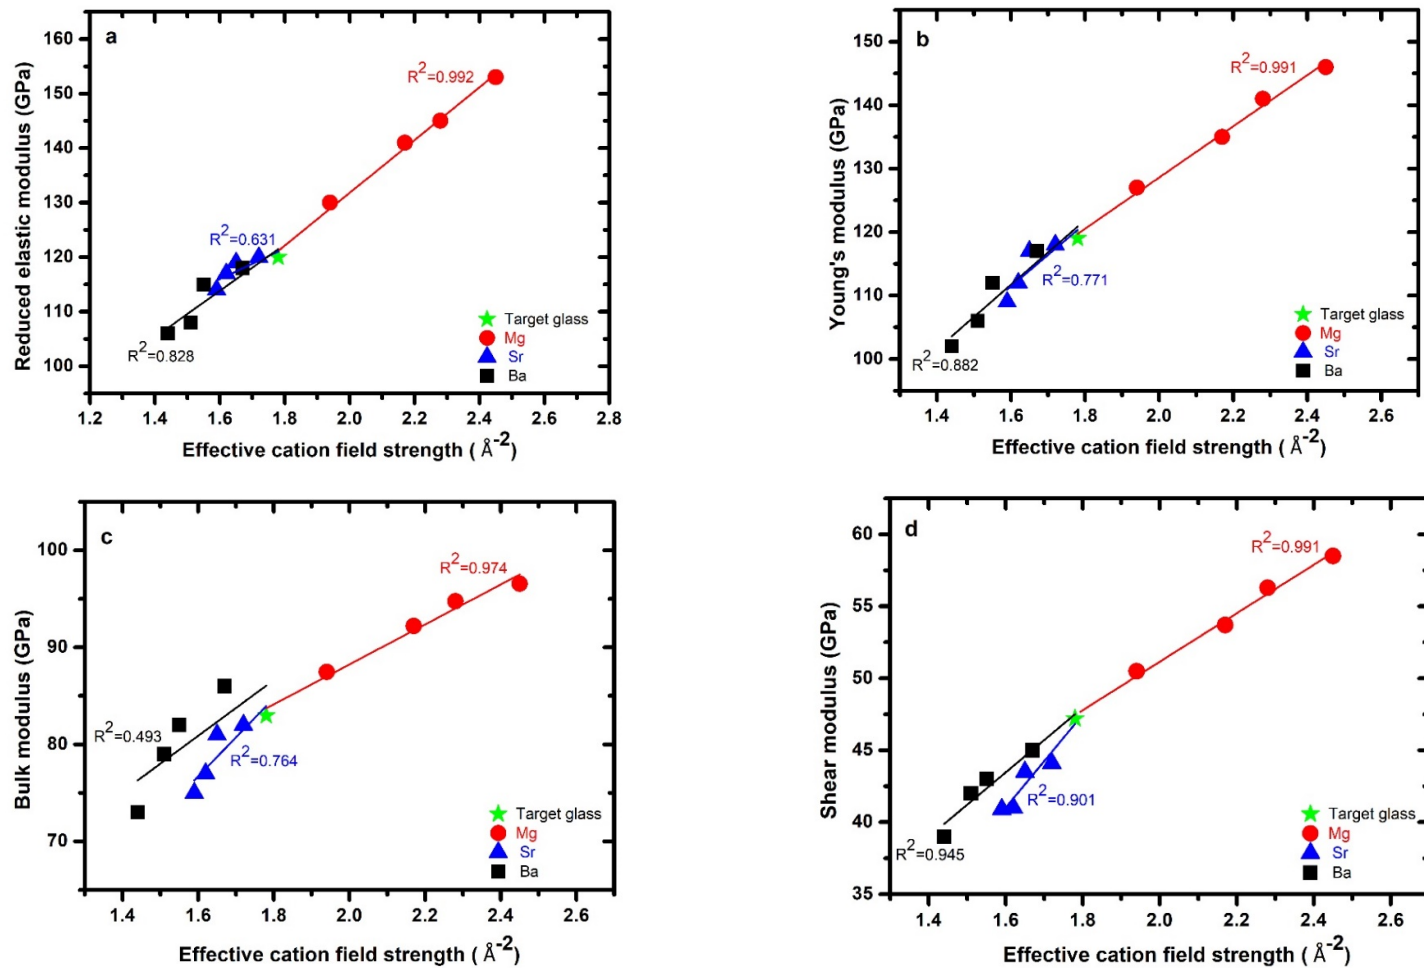 a
160
150
140
130
120
110
100
Reduced elastic modulus (GPa)
R2=0.992
R2=0.631
R2=0.828
Target glass
Mg
Sr
Ba
1.2 1.4 1.6 1.8 2.0 2.2 2.4 2.6 2.8
Effective cation field strength ( Å-2)
b
150
140
130
120
110
100
Young's modulus (GPa)
R2=0.991
R2=0.771
R2=0.882
Target glass
Mg
Sr
Ba
1.4 1.6 1.8 2.0 2.2 2.4 2.6
Effective cation field strength ( Å-2)
c
100
90
80
70
Bulk modulus (GPa)
R2=0.974
R2=0.493
R2=0.764
Target glass
Mg
Sr
Ba
1.4 1.6 1.8 2.0 2.2 2.4 2.6
Effective cation field strength ( Å-2)
d
60
55
50
45
40
35
Shear modulus (GPa)
R2=0.991
R2=0.901
R2=0.945
Target glass
Mg
Sr
Ba
1.4 1.6 1.8 2.0 2.2 2.4 2.6
Effective cation field strength ( Å-2)